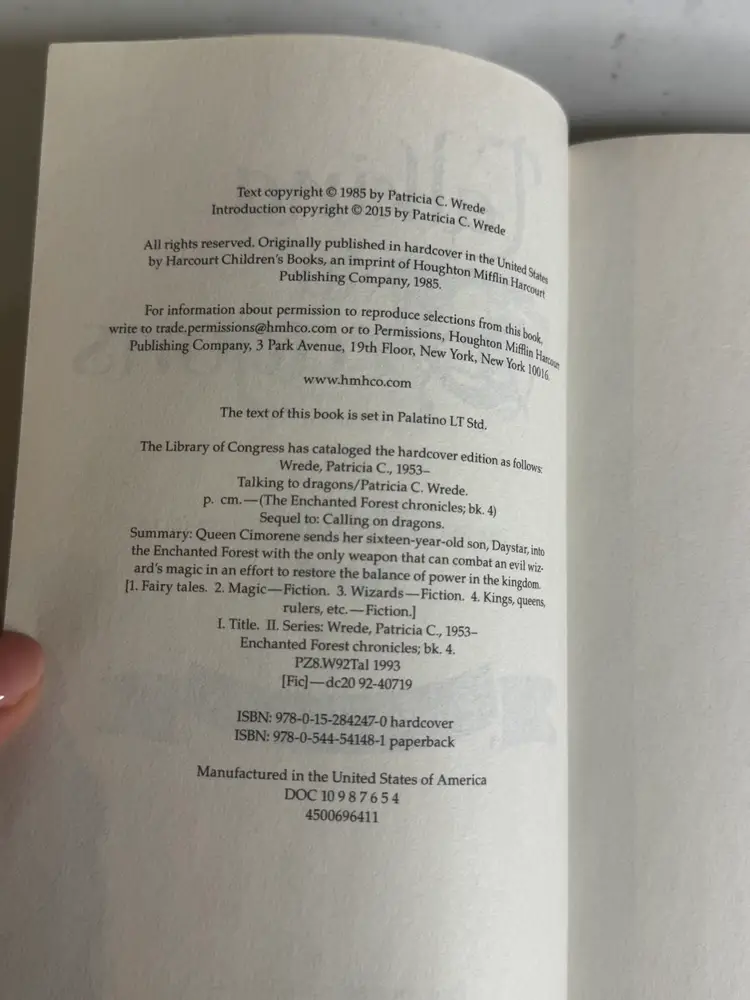 Text copyright © 1985 by Patricia C. Wrede
Introduction copyright © 2015 by Patricia C. Wrede
All rights reserved. Originally published in hardcover in the United States
by Harcourt Children's Books, an imprint of Houghton Mifflin Harcourt
Publishing Company, 1985.
For information about permission to reproduce selections from this book,
write to trade.permissions@hmhco.com or to Permissions, Houghton Mifflin Harcourt
Publishing Company, 3 Park Avenue, 19th Floor, New York, New York 10016.
www.hmhco.com
The text of this book is set in Palatino LT Std.
The Library of Congress has cataloged the hardcover edition as follows:
Wrede, Patricia C., 1953–
Talking to dragons/Patricia C. Wrede.
p. cm.—(The Enchanted Forest chronicles; bk. 4)
Sequel to: Calling on dragons.
Summary: Queen Cimorene sends her sixteen-year-old son, Daystar, into
the Enchanted Forest with the only weapon that can combat an evil wiz-
ard's magic in an effort to restore the balance of power in the kingdom.
[1. Fairy tales. 2. Magic—Fiction. 3. Wizards—Fiction. 4. Kings, queens,
rulers, etc.—Fiction.]
I. Title. II. Series: Wrede, Patricia C., 1953–
Enchanted Forest chronicles; bk. 4.
PZ8.W92Tal 1993
[Fic]—dc20 92-40719
ISBN: 978-0-15-284247-0 hardcover
ISBN: 978-0-544-54148-1 paperback
Manufactured in the United States of America
DOC 10 9 8 7 6 5 4
4500696411